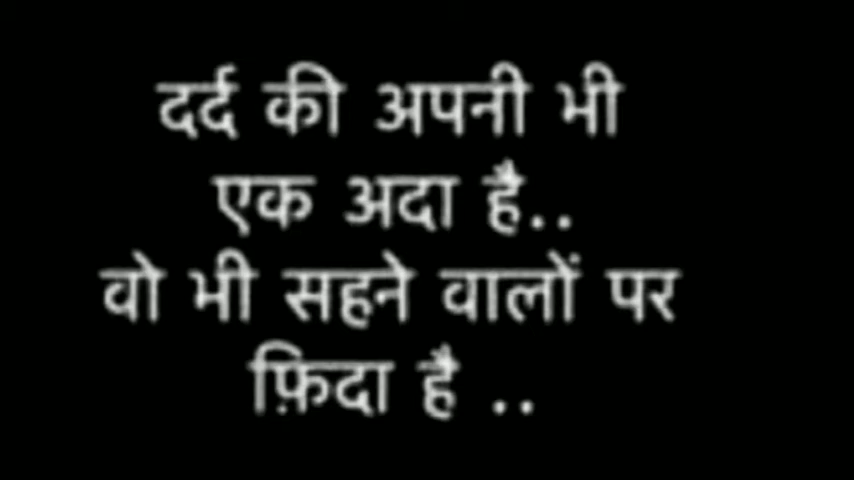 दर्द की अपनी भी
एक अदा है..
वो भी सहने वालों पर
फ़िदा है ..